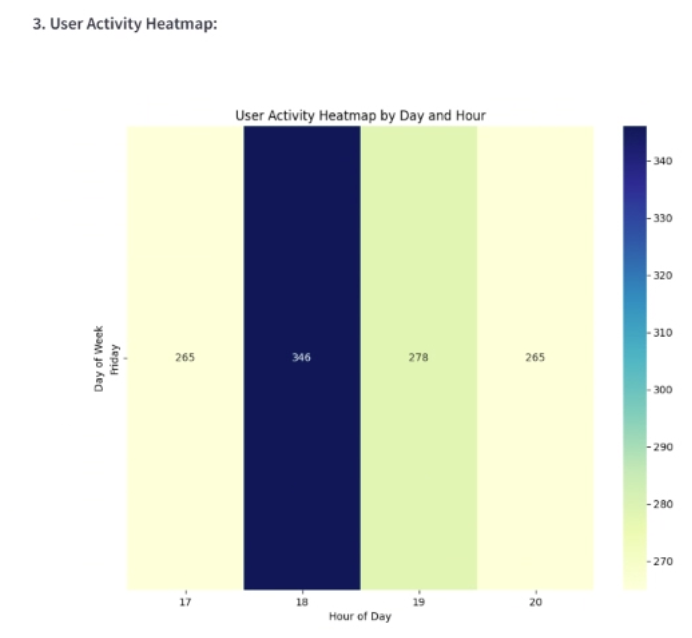 3. User Activity Heatmap:
User Activity Heatmap by Day and Hour
340
330
320
310
300
290
280
270
Day of Week
Friday
265 346 278 265
17 18 19 20
Hour of Day